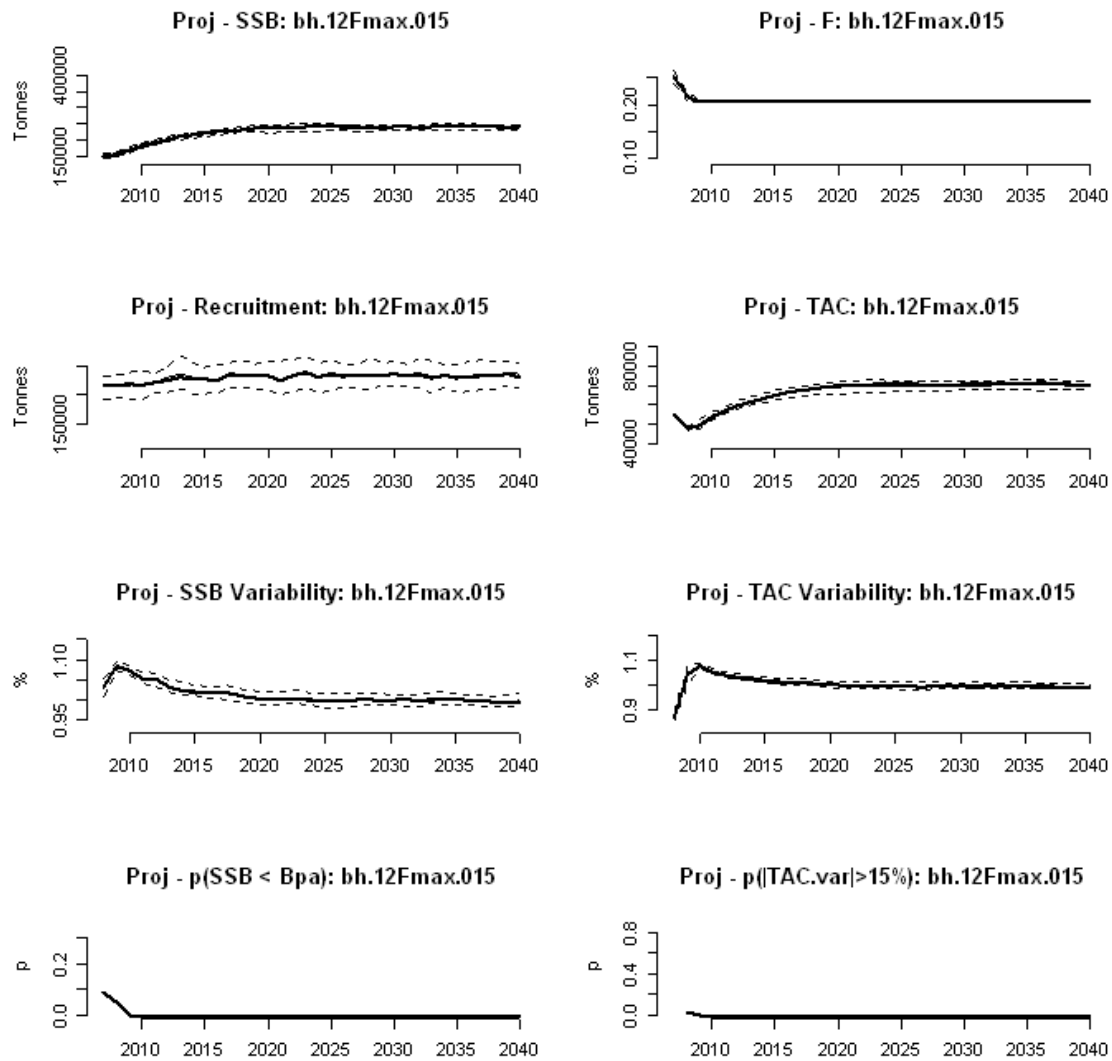 Proj - SSB: bh.12Fmax.015
Tonnes
400000
150000
2010 2015 2020 2025 2030 2035 2040
Proj - F: bh.12Fmax.015
0.20
0.10
2010 2015 2020 2025 2030 2035 2040
Proj - Recruitment: bh.12Fmax.015
Tonnes
150000
2010 2015 2020 2025 2030 2035 2040
Proj - TAC: bh.12Fmax.015
Tonnes
80000
40000
2010 2015 2020 2025 2030 2035 2040
Proj - SSB Variability: bh.12Fmax.015
%
1.10
0.95
2010 2015 2020 2025 2030 2035 2040
Proj - TAC Variability: bh.12Fmax.015
%
1.1
0.9
2010 2015 2020 2025 2030 2035 2040
Proj - p(SSB < Bpa): bh.12Fmax.015
p
0.2
0.0
2010 2015 2020 2025 2030 2035 2040
Proj - p(|TAC.var|>15%): bh.12Fmax.015
p
0.8
0.4
0.0
2010 2015 2020 2025 2030 2035 2040